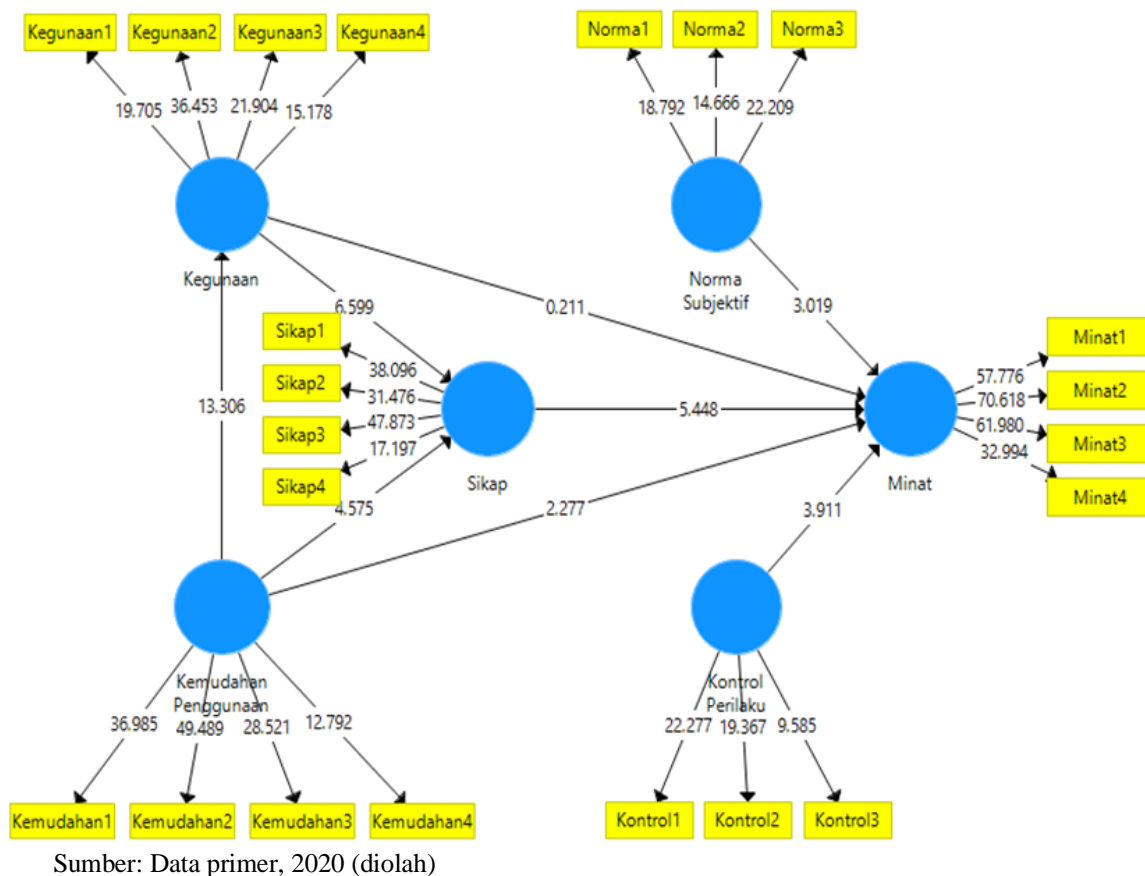 Kegunaan1 Kegunaan2 Kegunaan3 Kegunaan4
Norma1 Norma2 Norma3
19.705 36.453 21.904 15.178
18.792 14.666 22.209
Kegunaan
Norma
Subjektif
6.599
0.211
3.019
Sikap1
Sikap2
Sikap3
Sikap4
38.096
31.476
47.873
17.197
13.306
5.448
Minat1
Minat2
Minat3
Minat4
57.776
70.618
61.980
32.994
Sikap
Minat
4.575
2.277
3.911
Kemudahan
Penggunaan
Kontrol
Perilaku
36.985 49.489 28.521 12.792
22.277 19.367 9.585
Kemudahan1 Kemudahan2 Kemudahan3 Kemudahan4
Kontrol1 Kontrol2 Kontrol3
Sumber: Data primer, 2020 (diolah)